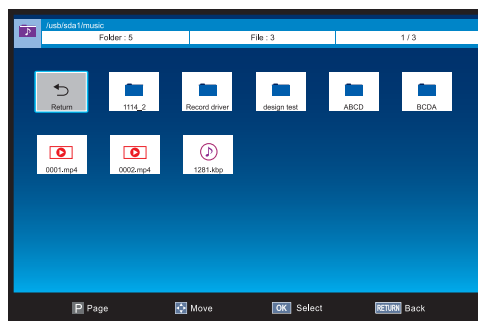 /usb/sda1/music
Folder : 5 File : 3 1 / 3
Return 1114_2 Record driver design test ABCD BCDA
0001.mp4 0002.mp4 1281.kbp
P Page Move OK Select RETURN Back